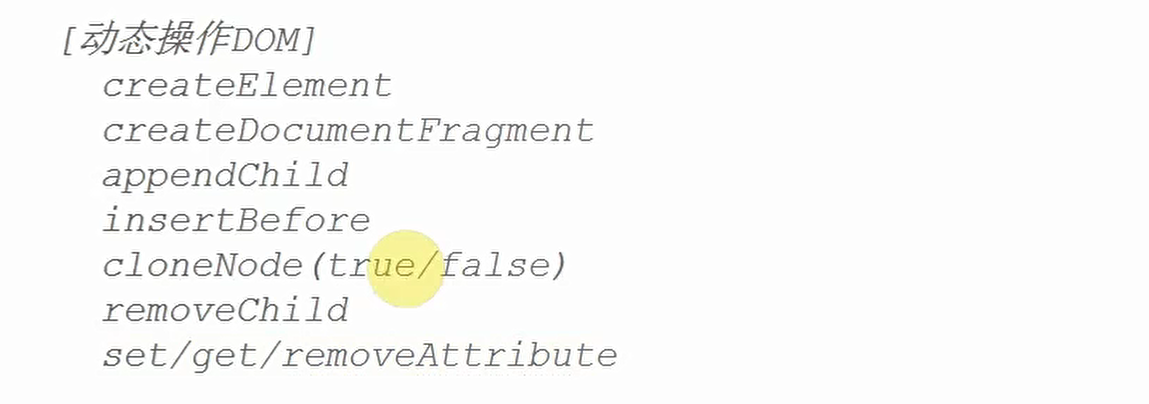 [动态操作DOM]
createElement
createDocumentFragment
appendChild
insertBefore
cloneNode(true/false)
removeChild
set/get/removeAttribute